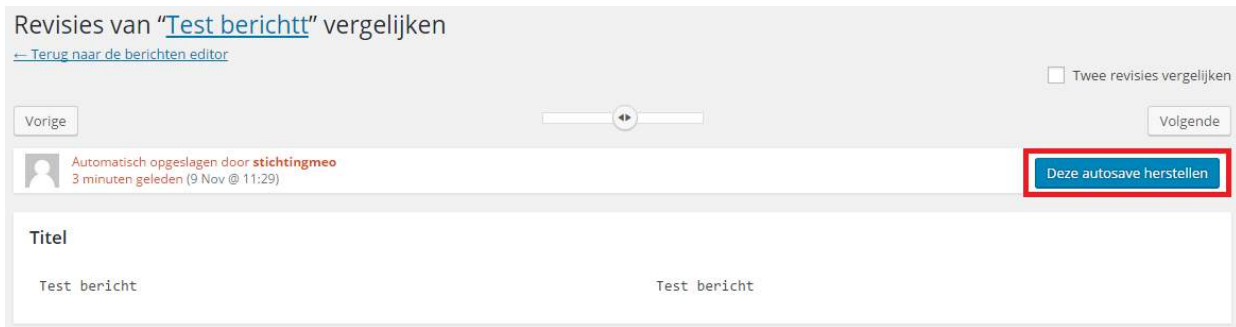 Revisies van “Test berichtt” vergelijken
← Terug naar de berichten editor
Twee revisies vergelijken
Vorige
Volgende
Automatisch opgeslagen door stichtingmeo
3 minuten geleden (9 Nov @ 11:29)
Deze autosave herstellen
Titel
Test bericht Test bericht